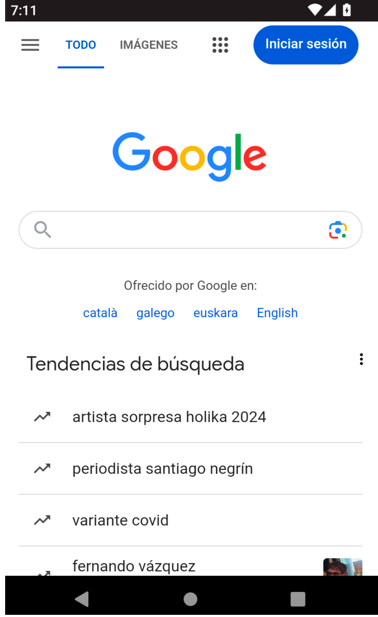 7:11
TODO IMÁGENES Iniciar sesión
Google
Ofrecido por Google en:
català galego euskara English
Tendencias de búsqueda
artista sorpresa holika 2024
periodista santiago negrín
variante covid
fernando vázquez